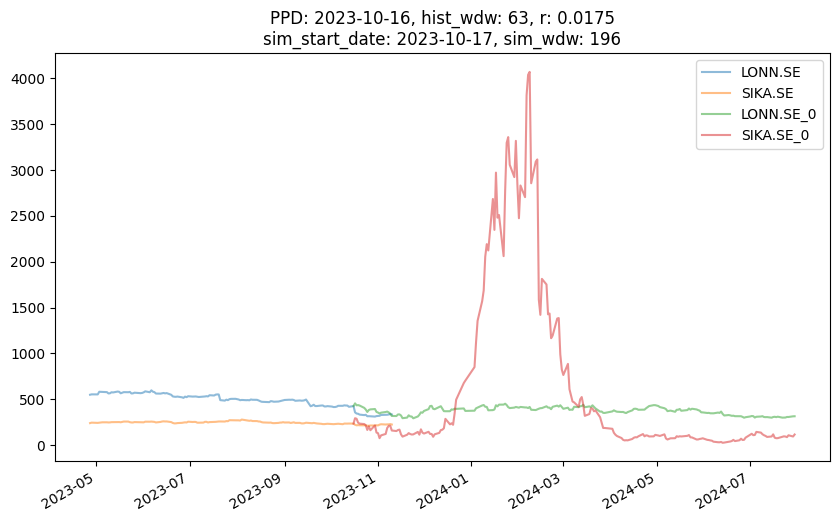 PPD: 2023-10-16, hist_wdw: 63, r: 0.0175
sim_start_date: 2023-10-17, sim_wdw: 196
LONN.SE
SIKA.SE
LONN.SE_0
SIKA.SE_0
4000
3500
3000
2500
2000
1500
1000
500
0
2023-05
2023-07
2023-09
2023-11
2024-01
2024-03
2024-05
2024-07